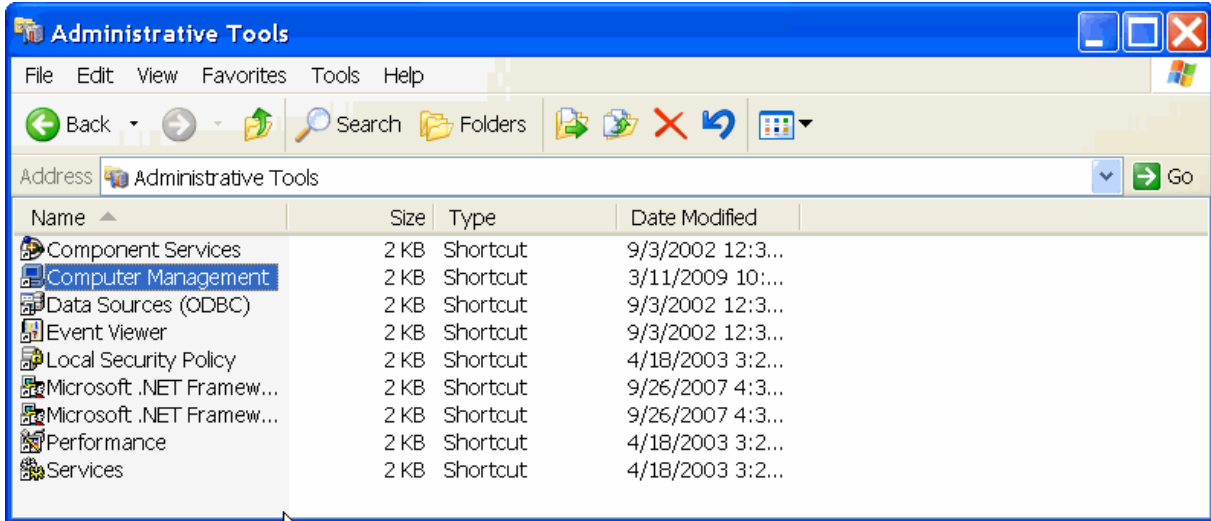 Administrative Tools
File Edit View Favorites Tools Help
Back Search Folders
Address Administrative Tools Go
Name Size Type Date Modified
Component Services 2 KB Shortcut 9/3/2002 12:3...
Computer Management 2 KB Shortcut 3/11/2009 10:...
Data Sources (ODBC) 2 KB Shortcut 9/3/2002 12:3...
Event Viewer 2 KB Shortcut 9/3/2002 12:3...
Local Security Policy 2 KB Shortcut 4/18/2003 3:2...
Microsoft .NET Framew... 2 KB Shortcut 9/26/2007 4:3...
Microsoft .NET Framew... 2 KB Shortcut 9/26/2007 4:3...
Performance 2 KB Shortcut 4/18/2003 3:2...
Services 2 KB Shortcut 4/18/2003 3:2...